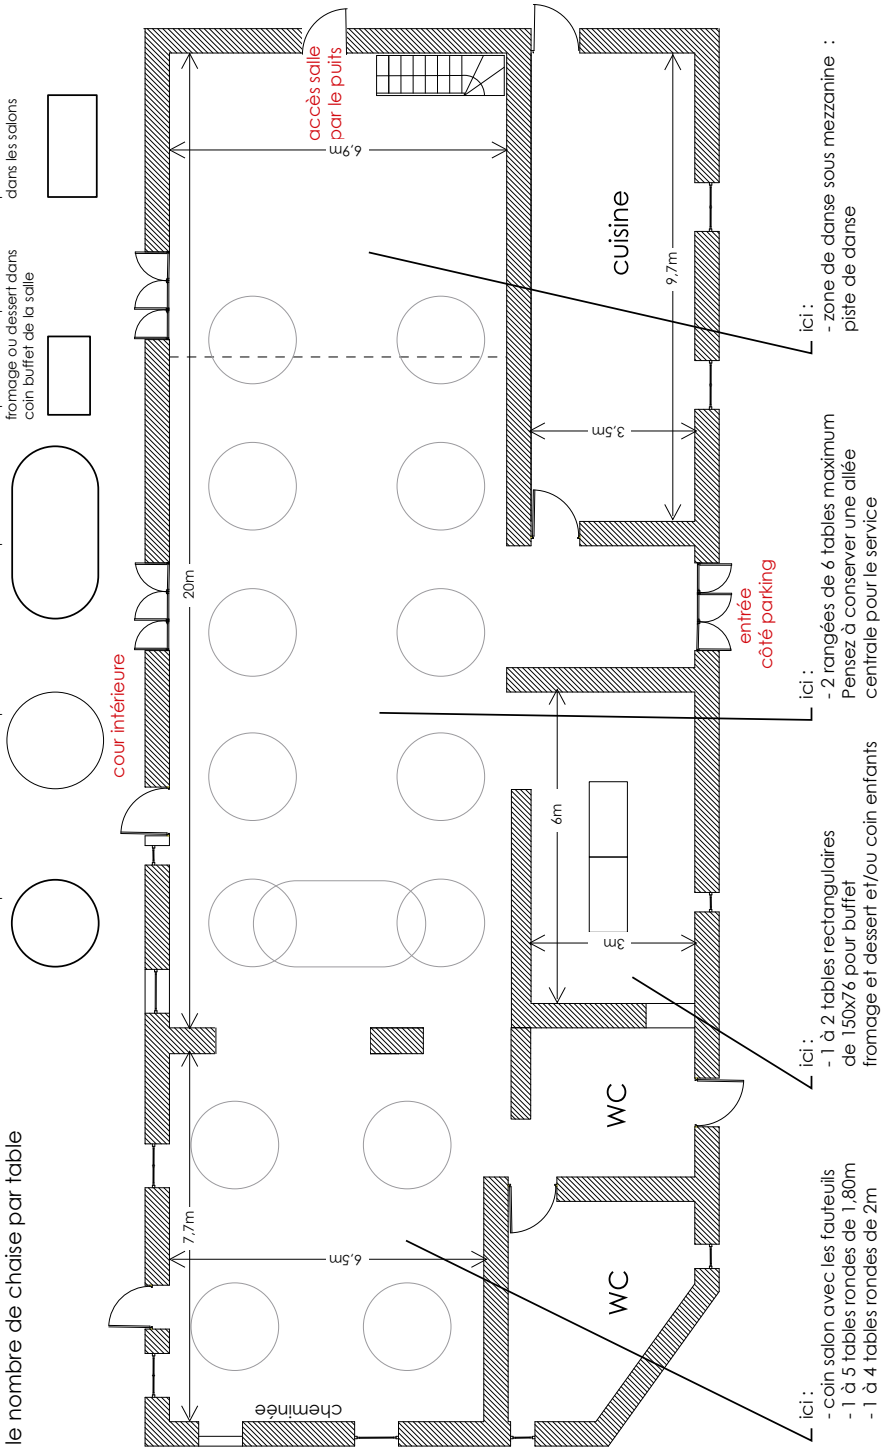 le nombre de chaise par table
fromage ou dessert dans
coin buffet de la salle
dans les salons
cour intérieure
accès salle
par le puits
20m
6,9m
cuisine
9,7m
3,5m
entrée
côté parking
6m
3m
7,7m
6,5m
cheminée
WC
WC
ici :
- coin salon avec les fauteuils
- 1 à 5 tables rondes de 1,80m
- 1 à 4 tables rondes de 2m
ici :
- 1 à 2 tables rectangulaires
de 150x76 pour buffet
fromage et dessert et/ou coin enfants
ici :
- 2 rangées de 6 tables maximum
Pensez à conserver une allée
centrale pour le service
ici :
- zone de danse sous mezzanine :
piste de danse